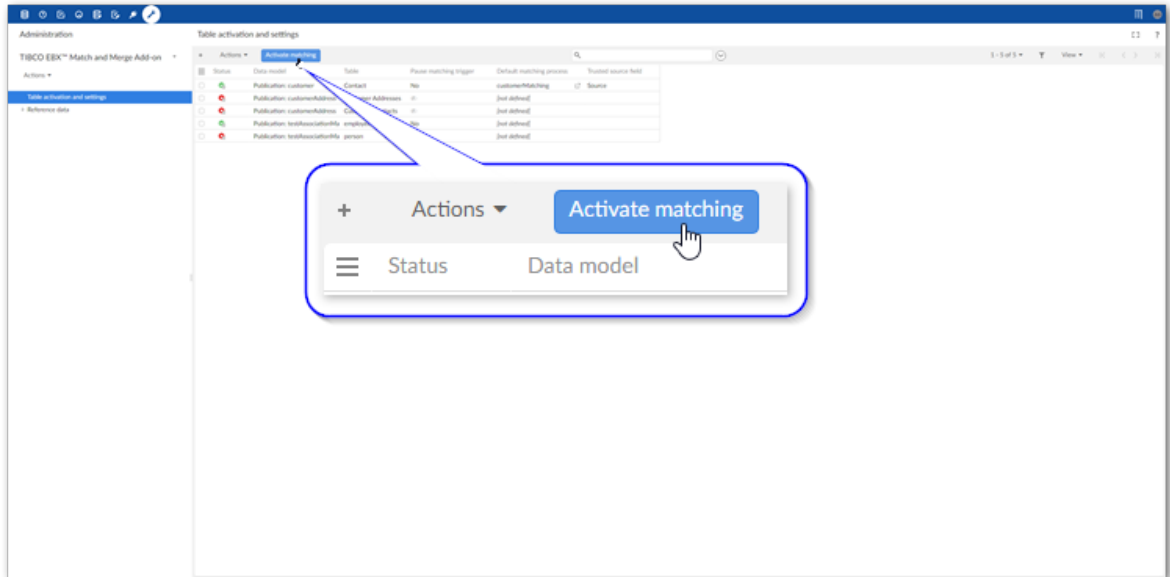 Administration
Table activation and settings
?
TIBCO EBX™ Match and Merge Add-on
+ Actions Activate matching
1 - 5 of 5 View
Actions
Status Data model Table Pause matching trigger Default matching process Trusted source field
Publication: customer Contact No customerMatching Source
Table activation and settings
Publication: customerAddress Addresses [not defined]
Reference data
Publication: customerAddress [not defined]
Publication: testAssociationMa No [not defined]
Publication: testAssociationMa person [not defined]
+ Actions Activate matching
Status Data model